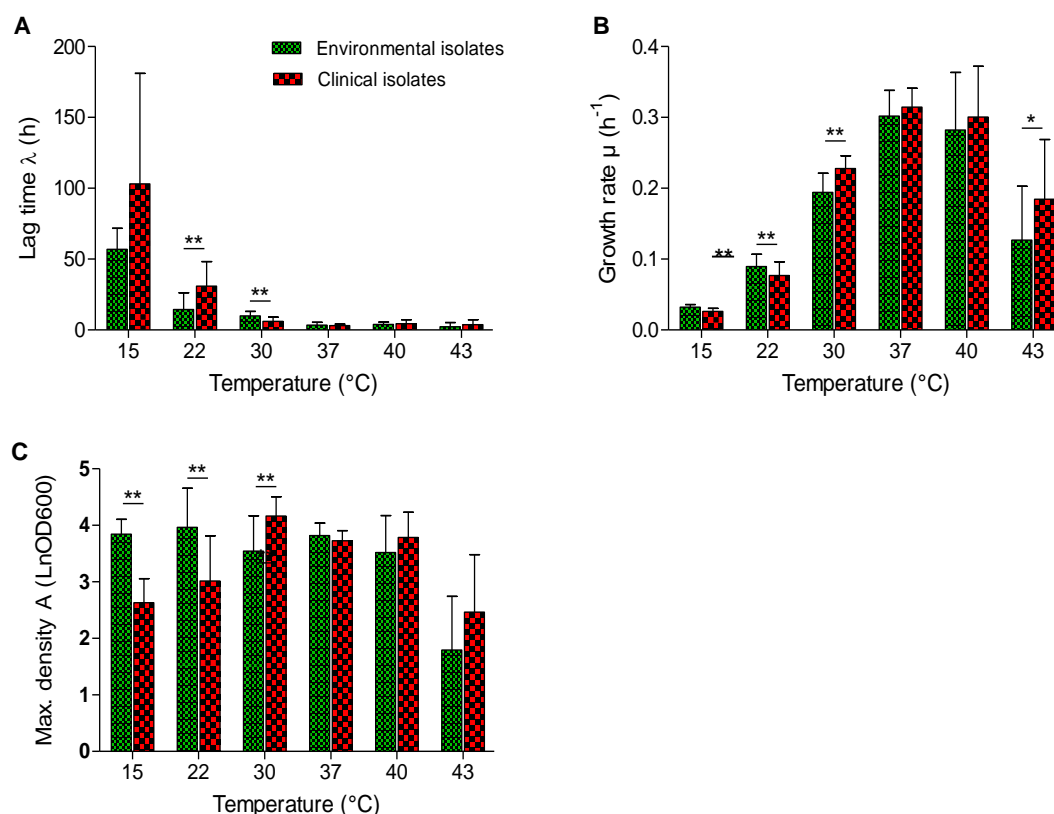 A
Environmental isolates
Clinical isolates
200
150
100
50
0
Lag time λ (h)
**
**
15 22 30 37 40 43
Temperature (°C)
B
0.4
0.3
0.2
0.1
0.0
Growth rate μ (h⁻¹)
**
**
**
*
15 22 30 37 40 43
Temperature (°C)
C
5
4
3
2
1
0
Max. density A (LnOD600)
**
**
**
15 22 30 37 40 43
Temperature (°C)